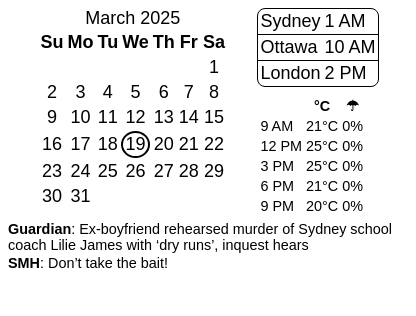 March 2025
Su Mo Tu We Th Fr Sa
1
2 3 4 5 6 7 8
9 10 11 12 13 14 15
16 17 18 19 20 21 22
23 24 25 26 27 28 29
30 31
Sydney 1 AM
Ottawa 10 AM
London 2 PM
°C ☂
9 AM 21°C 0%
12 PM 25°C 0%
3 PM 25°C 0%
6 PM 21°C 0%
9 PM 20°C 0%
Guardian: Ex-boyfriend rehearsed murder of Sydney school
coach Lilie James with ‘dry runs’, inquest hears
SMH: Don’t take the bait!